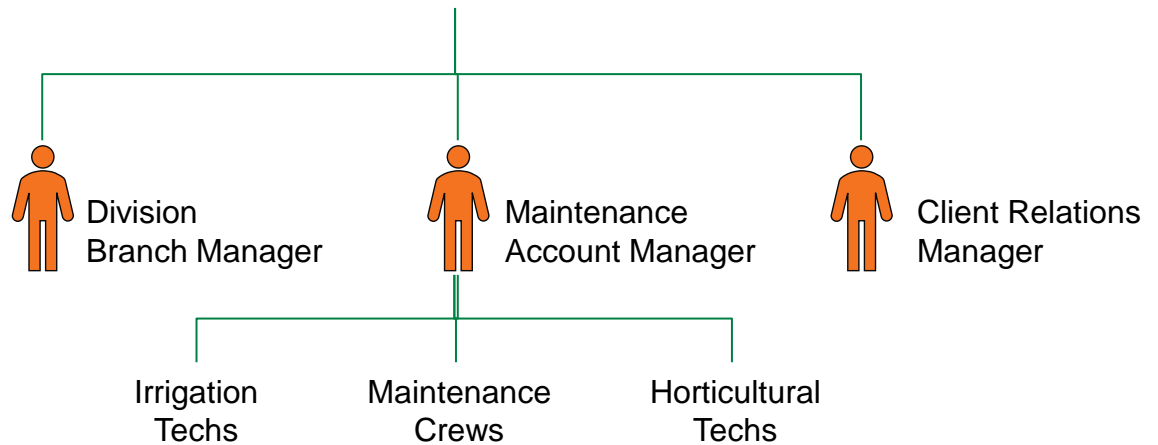 Division
Branch Manager
Maintenance
Account Manager
Client Relations
Manager
Irrigation
Techs
Maintenance
Crews
Horticultural
Techs